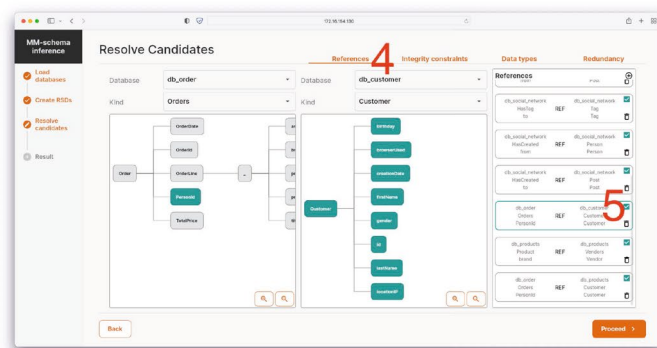 172.16.154.130
MM-schema
inference
Load
databases
Create RSDs
Resolve
candidates
Result
Resolve Candidates
References
4
Integrity constraints
Data types
Redundancy
Database
db_order
Kind
Orders
Database
db_customer
Kind
Customer
Order
OrderDate
OrderId
OrderLine
PersonId
TotalPrice
Customer
birthday
browserUsed
creationDate
firstName
gender
id
lastName
locationIP
References
db_social_network
HasTag
to
REF
db_social_network
Tag
Tag
db_social_network
HasCreated
from
REF
db_social_network
Person
Person
db_social_network
HasCreated
to
REF
db_social_network
Post
Post
db_order
Orders
PersonId
REF
db_customer
Customer
Customer
5
db_products
Product
brand
REF
db_products
Vendors
Vendor
db_order
Orders
PersonId
REF
db_products
Customer
Customer
Back
Proceed